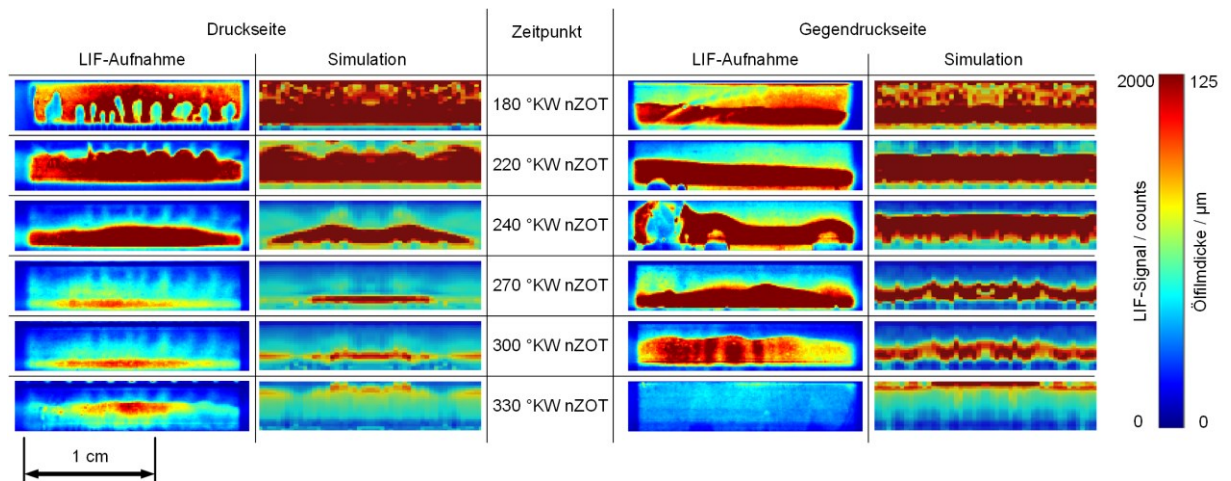 Druckseite Zeitpunkt Gegendruckseite
LIF-Aufnahme Simulation LIF-Aufnahme Simulation
180 °KW nZOT
220 °KW nZOT
240 °KW nZOT
270 °KW nZOT
300 °KW nZOT
330 °KW nZOT
1 cm
2000 125
LIF-Signal / counts
Ölfilmdicke / µm
0 0